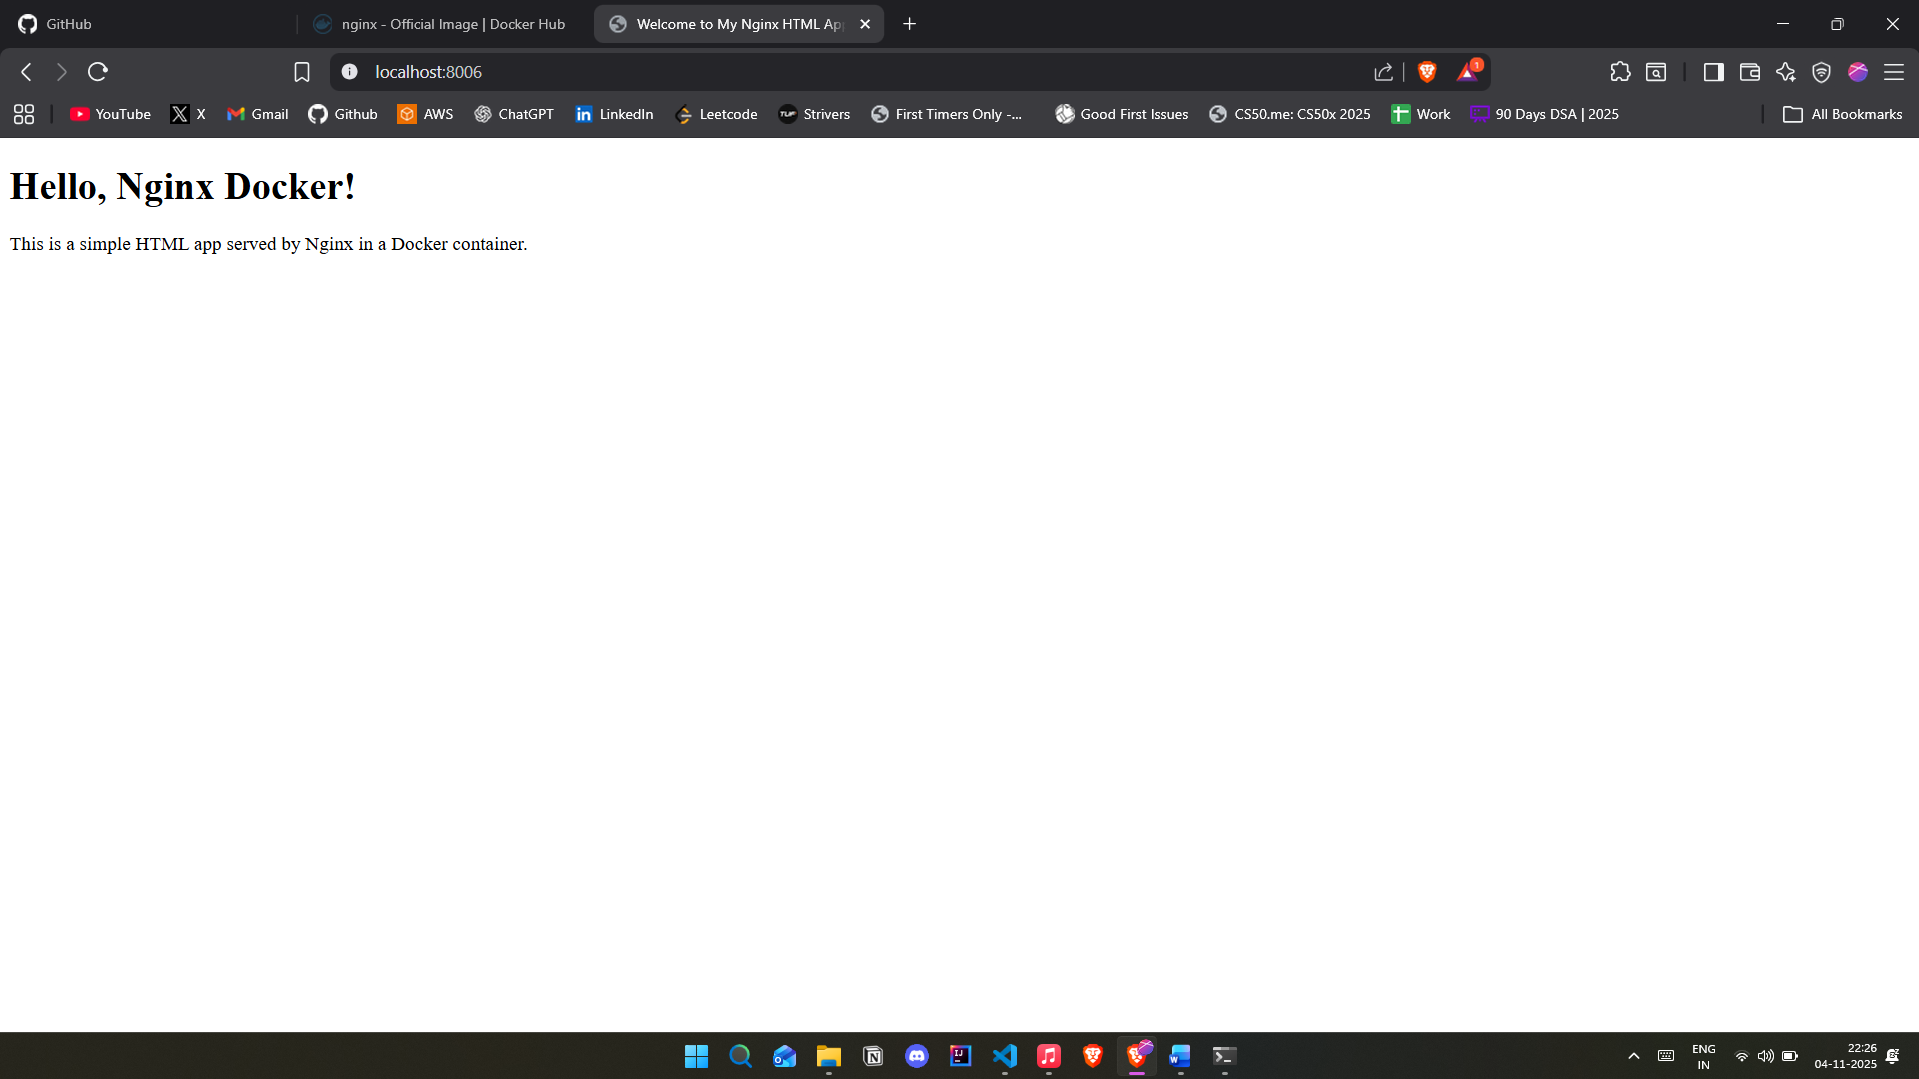 GitHub
nginx - Official Image | Docker Hub
Welcome to My Nginx HTML Ap
localhost:8006
1
YouTube
X
Gmail
Github
AWS
ChatGPT
LinkedIn
Leetcode
TUF
Strivers
First Timers Only -...
Good First Issues
CS50.me: CS50x 2025
Work
90 Days DSA | 2025
All Bookmarks
Hello, Nginx Docker!
This is a simple HTML app served by Nginx in a Docker container.
ENG
IN
22:26
04-11-2025